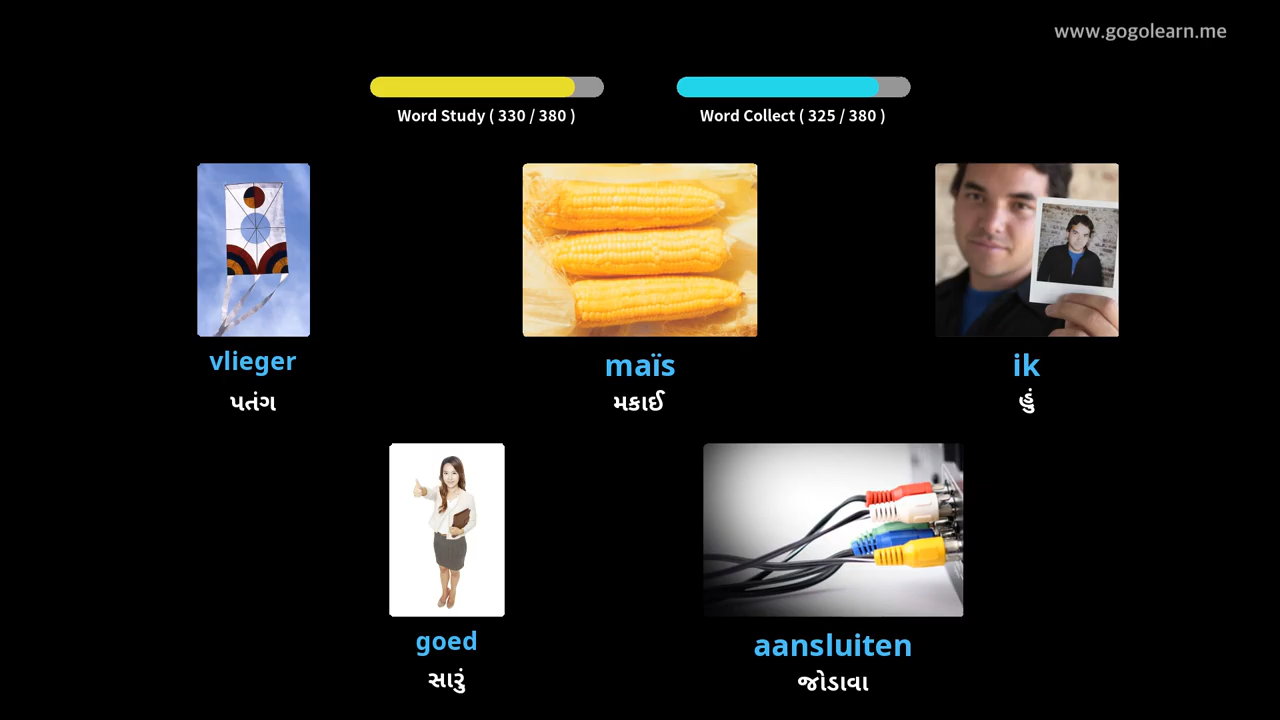 www.gogolearn.me
Word Study ( 330 / 380 )
Word Collect ( 325 / 380 )
vlieger
પતંગ
maïs
મકાઈ
ik
હું
goed
સારું
aansluiten
જોડાવા